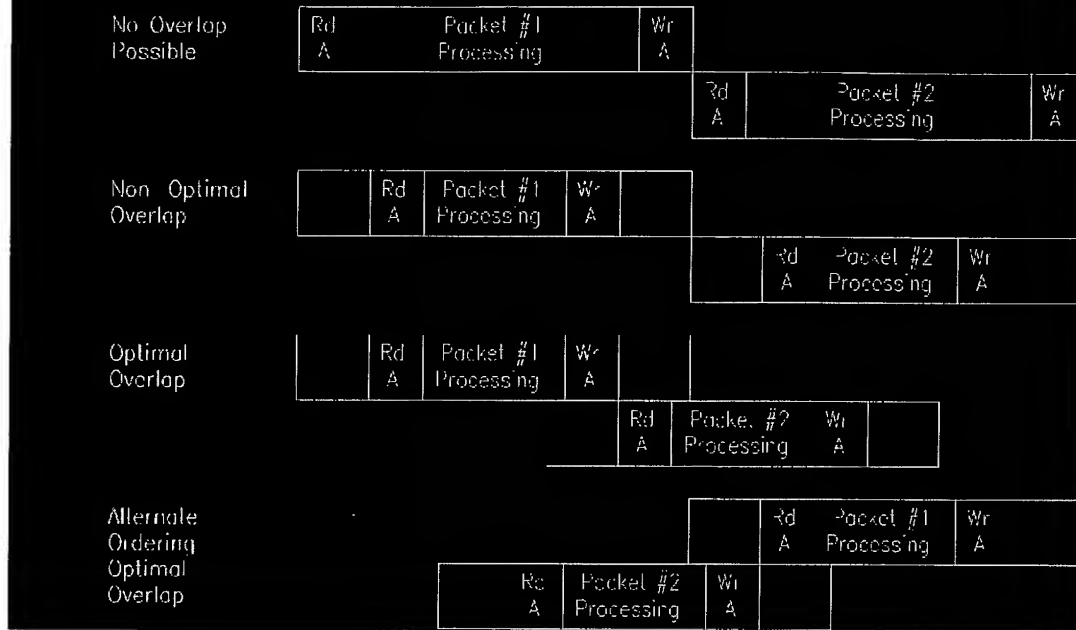 No Overlap
Possible
Rd
A
Packet #1
Processing
Wr
A
Rd
A
Packet #2
Processing
Wr
A
Non Optimal
Overlap
Rd
A
Packet #1
Processing
Wr
A
Rd
A
Packet #2
Processing
Wr
A
Optimal
Overlap
Rd
A
Packet #1
Processing
Wr
A
Rd
A
Packet #2
Processing
Wr
A
Alternate
Ordering
Optimal
Overlap
Rd
A
Packet #1
Processing
Wr
A
Rd
A
Packet #2
Processing
Wr
A